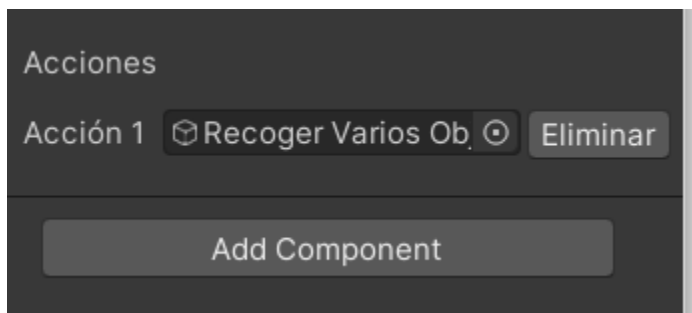 Acciones
Acción 1 Recoger Varios Ob Eliminar
Add Component